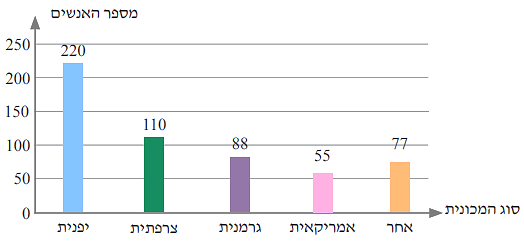 מספר האנשים
250
200
150
100
50
0
220
110
88
55
77
יפנית
צרפתית
גרמנית
אמריקאית
אחר
סוג המכונית